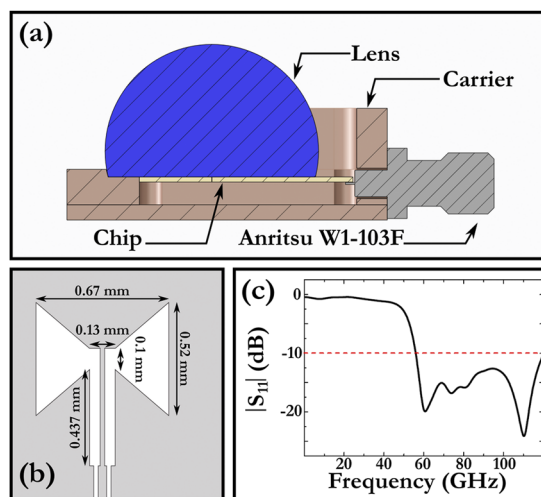 (a)
Lens
Carrier
Chip
Anritsu W1-103F
0.67 mm
0.13 mm
0.1 mm
0.52 mm
0.437 mm
(b)
(c)
|S₁₁| (dB)
0
-10
-20
20 40 60 80 100
Frequency (GHz)